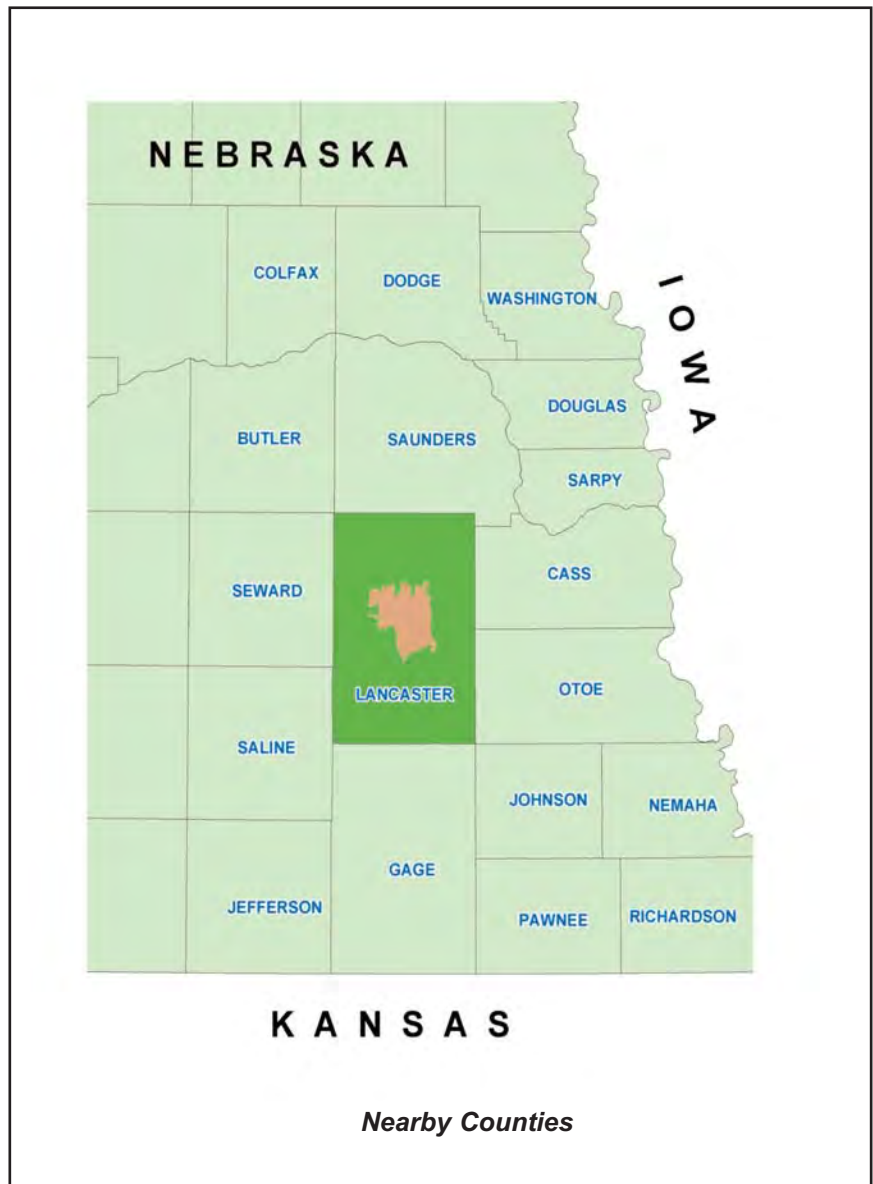 NEBRASKA
COLFAX
DODGE
WASHINGTON
IOWA
DOUGLAS
BUTLER
SAUNDERS
SARPY
CASS
SEWARD
LANCASTER
OTOE
SALINE
JOHNSON
NEMAHA
GAGE
JEFFERSON
PAWNEE
RICHARDSON
KANSAS
Nearby Counties